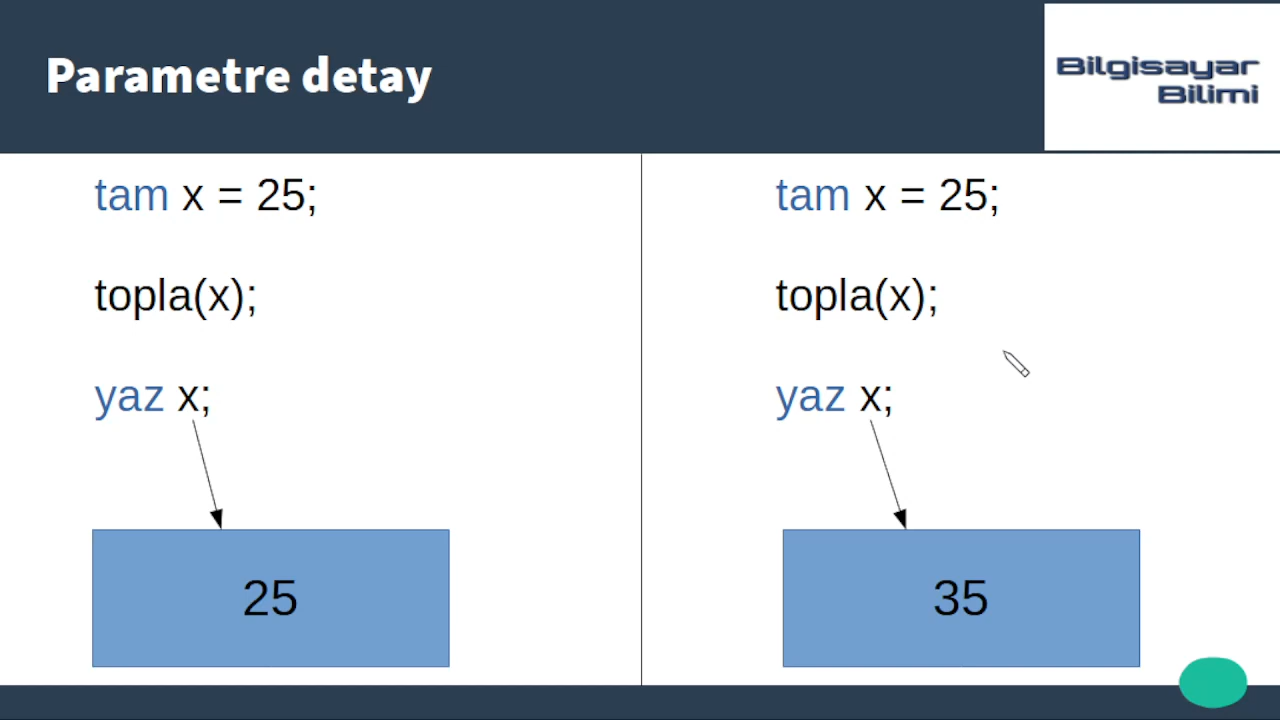 Parametre detay
Bilgisayar
Bilimi
tam x = 25;
topla(x);
yaz x;
25
tam x = 25;
topla(x);
yaz x;
35